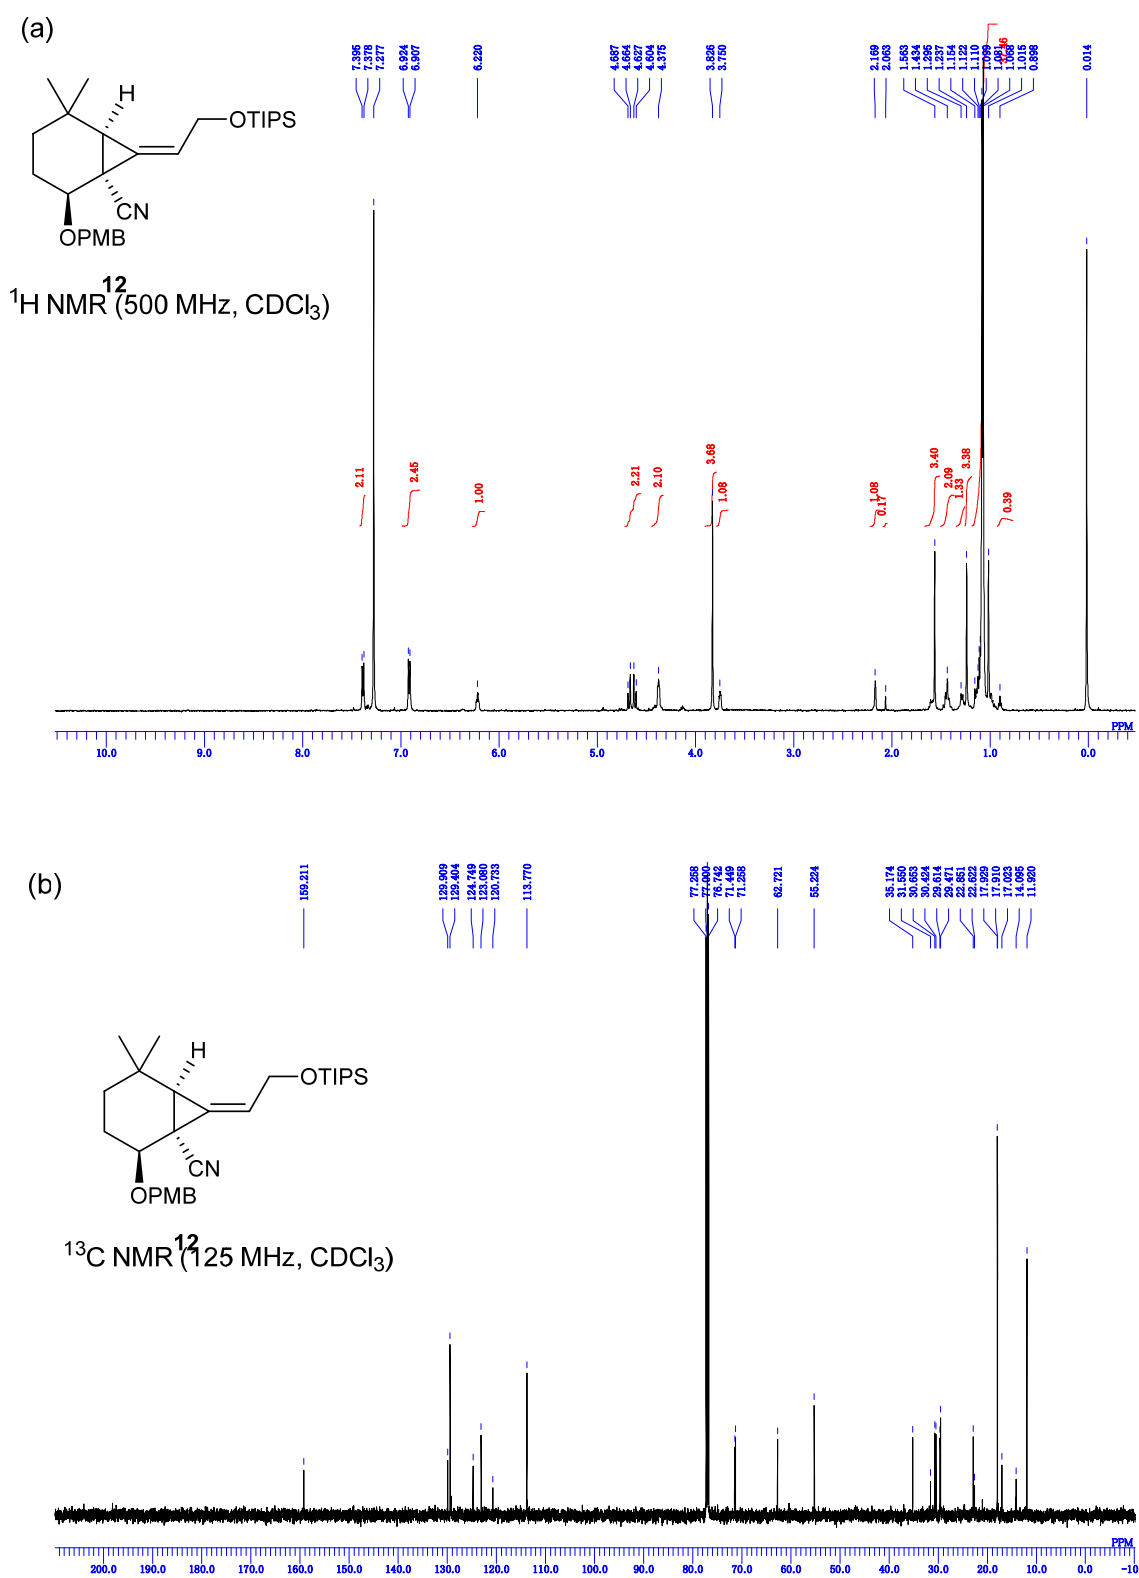 (a)
7.395 7.378 7.277 6.924 6.907 6.220 4.687 4.664 4.627 4.604 4.375 3.826 3.750 2.169 2.063 1.563 1.434 1.295 1.237 1.154 1.122 1.110 1.099 1.081 1.068 1.015 0.898 0.014
H
OTIPS
CN
OPMB
12
¹H NMR (500 MHz, CDCl₃)
2.11 2.45 1.00 2.21 2.10 3.68 1.08 1.08 0.17 3.40 2.09 1.33 3.38 0.39
PPM
10.0 9.0 8.0 7.0 6.0 5.0 4.0 3.0 2.0 1.0 0.0
(b)
159.211 129.909 129.404 124.749 123.080 120.733 113.770 77.258 77.000 76.742 71.449 71.258 62.721 55.224 35.174 31.550 30.653 30.424 29.614 29.471 22.851 22.622 17.929 17.910 17.023 14.095 11.920
H
OTIPS
CN
OPMB
12
¹³C NMR (125 MHz, CDCl₃)
PPM
200.0 190.0 180.0 170.0 160.0 150.0 140.0 130.0 120.0 110.0 100.0 90.0 80.0 70.0 60.0 50.0 40.0 30.0 20.0 10.0 0.0 -10